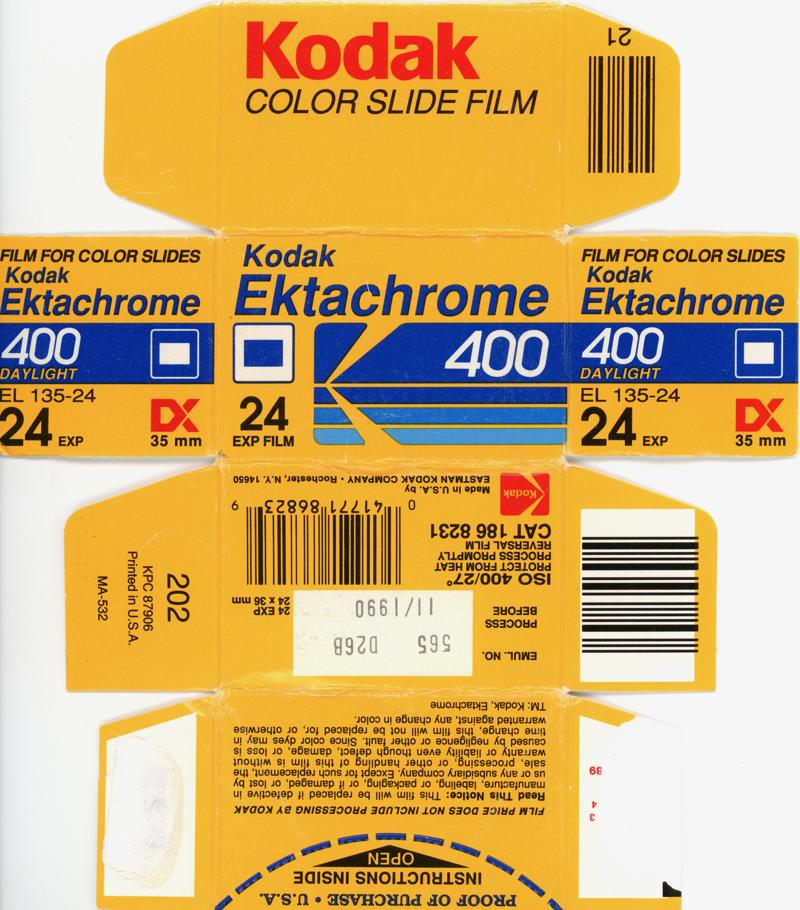 Kodak
COLOR SLIDE FILM
21
FILM FOR COLOR SLIDES
Kodak
Ektachrome
400
DAYLIGHT
EL 135-24
24 EXP
DX
35 mm
Kodak
Ektachrome
400
24
EXP FILM
FILM FOR COLOR SLIDES
Kodak
Ektachrome
400
DAYLIGHT
EL 135-24
24 EXP
DX
35 mm
202
KPC 87906
Printed in U.S.A.
MA-532
EMUL. NO. 565 D26B
PROCESS
BEFORE 11/1990
24 EXP
24 x 36 mm
ISO 400/27°
PROTECT FROM HEAT
PROCESS PROMPTLY
REVERSAL FILM
CAT 186 8231
0 41771 86823 9
Kodak
Made in U.S.A. by
EASTMAN KODAK COMPANY • Rochester, N.Y. 14650
PROOF OF PURCHASE • U.S.A.
INSTRUCTIONS INSIDE
OPEN
FILM PRICE DOES NOT INCLUDE PROCESSING BY KODAK
Read This Notice: This film will be replaced if defective in
manufacture, labeling, or packaging, or if damaged, or lost by
us or any subsidiary company. Except for such replacement, the
sale, processing, or other handling of this film is without
warranty or liability even though defect, damage, or loss is
caused by negligence or other fault. Since color dyes may in
time change, this film will not be replaced for, or otherwise
warranted against, any change in color.
TM: Kodak, Ektachrome
3
4
89